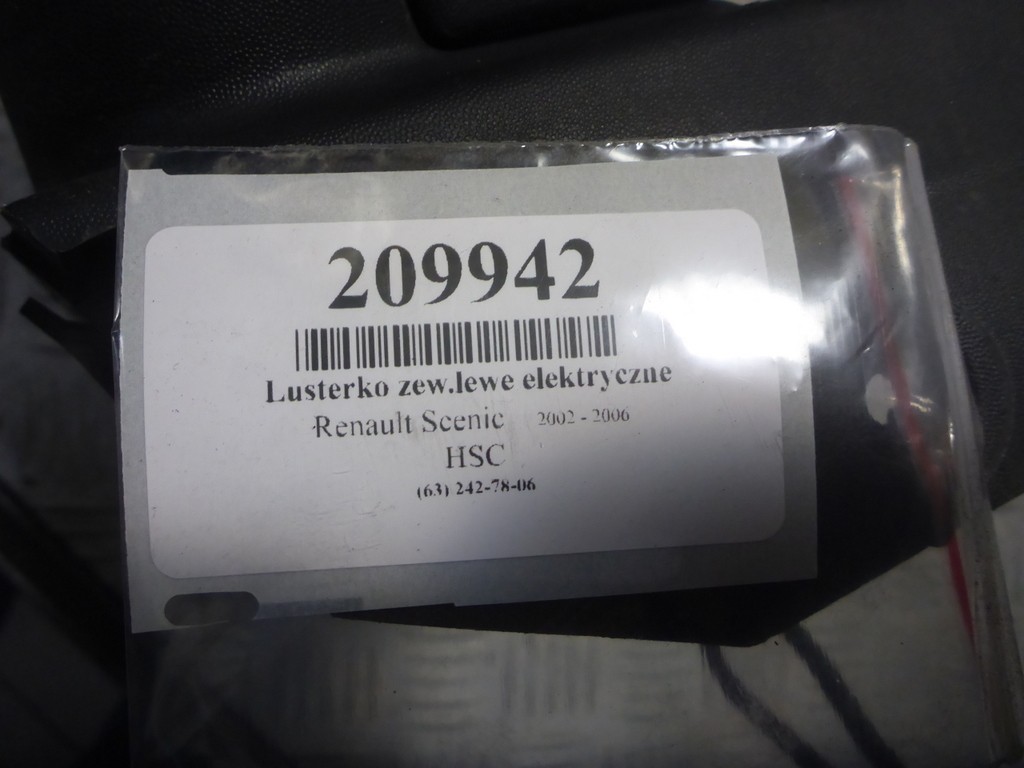 209942
Lusterko zew.lewe elektryczne
Renault Scenic 2002 - 2006
HSC
(63) 242-78-06